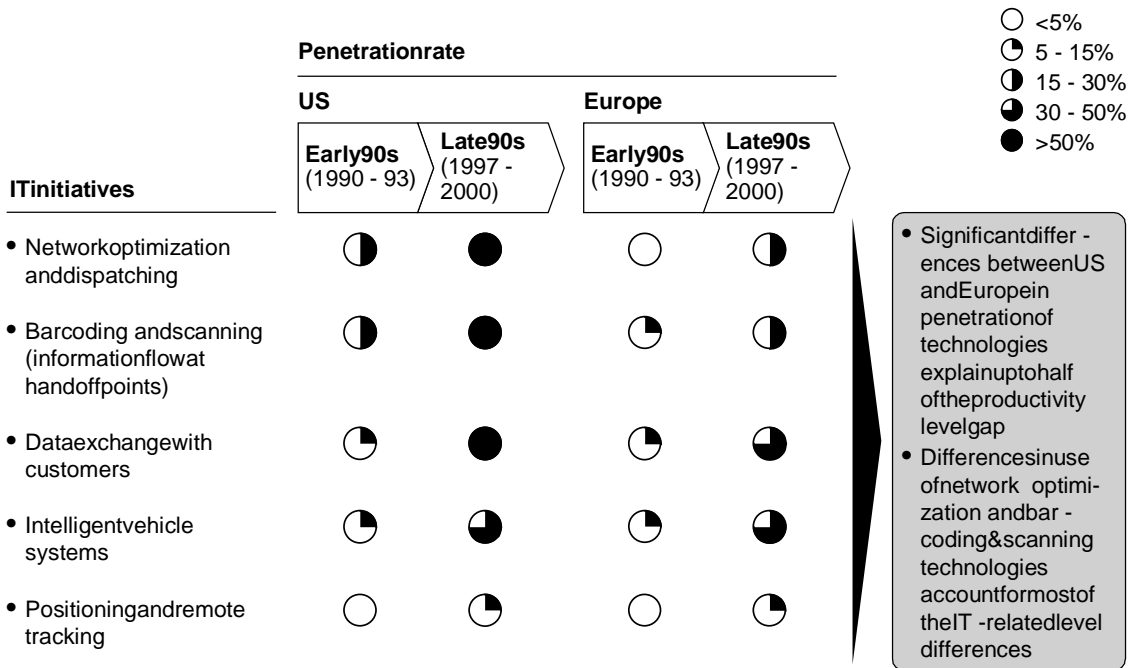 <5%
5 - 15%
15 - 30%
30 - 50%
>50%
Penetrationrate
US
Europe
Early90s
(1990 - 93)
Late90s
(1997 -
2000)
Early90s
(1990 - 93)
Late90s
(1997 -
2000)
ITinitiatives
• Networkoptimization
anddispatching
• Barcoding andscanning
(informationflowat
handoffpoints)
• Dataexchangewith
customers
• Intelligentvehicle
systems
• Positioningandremote
tracking
• Significantdiffer -
ences betweenUS
andEuropein
penetrationof
technologies
explainuptohalf
oftheproductivity
levelgap
• Differencesinuse
ofnetwork optimi-
zation andbar -
coding&scanning
technologies
accountformostof
theIT -relatedlevel
differences